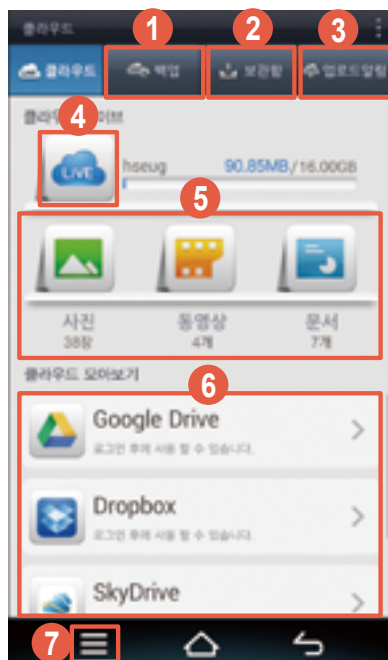 클라우드
1
2
3
클라우드
백업
보관함
업로드알림
4
LIVE
hseug
90.85MB/16.00GB
5
사진
동영상
문서
38장
4개
7개
클라우드 모아보기
6
Google Drive
로그인 후에 사용 할 수 있습니다.
Dropbox
로그인 후에 사용 할 수 있습니다.
SkyDrive
7